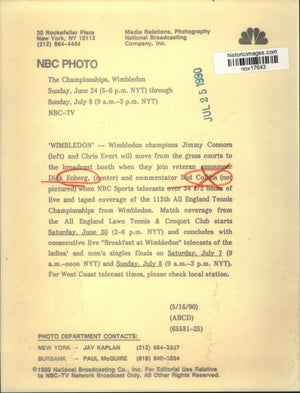 30 Rockefeller Plaza
New York, NY 10112
(212) 664-4444
Media Relations, Photography
National Broadcasting
Company, Inc.
historicimages.com
nox17643
NBC PHOTO
JUL 25 1990
The Championships, Wimbledon
Sunday, June 24 (5-6 p.m. NYT) through
Sunday, July 8 (9 a.m.-3 p.m. NYT)
NBC-TV
'WIMBLEDON' -- Wimbledon champions Jimmy Connors
(left) and Chris Evert will move from the grass courts to
the broadcast booth when they join veteran announcer
Dick Enberg, (center) and commentator Bud Collins (not
pictured) when NBC Sports telecasts over 34 1/2 hours of
live and taped coverage of the 113th All England Tennis
Championships from Wimbledon. Match coverage from
the All England Lawn Tennis & Croquet Club starts
Saturday, June 30 (2-6 p.m. NYT) and concludes with
consecutive live "Breakfast at Wimbledon" telecasts of the
ladies' and men's singles finals on Saturday, July 7 (9
a.m.-noon NYT) and Sunday, July 8 (9 a.m.-3 p.m. NYT).
For West Coast telecast times, please check local station.
(5/16/90)
(ABCD)
(65581-25)
PHOTO DEPARTMENT CONTACTS:
NEW YORK - JAY KAPLAN (212) 664-2637
BURBANK - PAUL McGUIRE (818) 840-3554
©1990 National Broadcasting Co., Inc. For Editorial Use Relative
to NBC-TV Network Broadcast Only. All Other Rights Reserved.